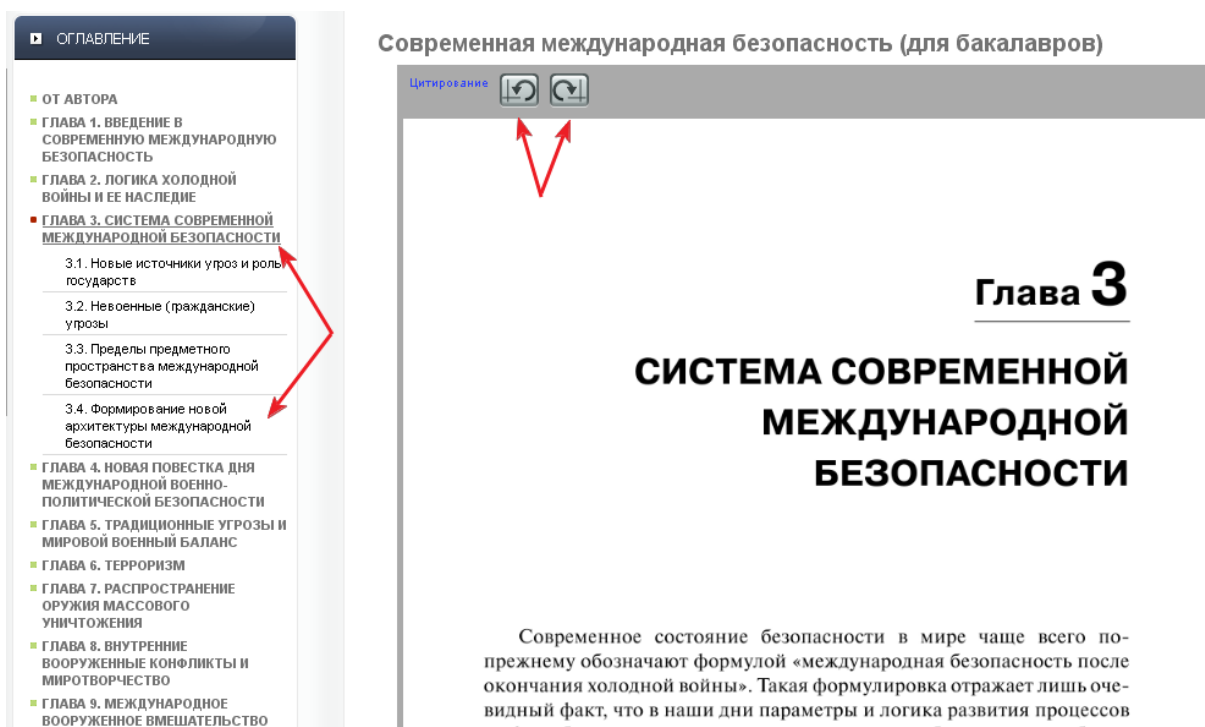 ОГЛАВЛЕНИЕ
ОТ АВТОРА
ГЛАВА 1. ВВЕДЕНИЕ В
СОВРЕМЕННУЮ МЕЖДУНАРОДНУЮ
БЕЗОПАСНОСТЬ
ГЛАВА 2. ЛОГИКА ХОЛОДНОЙ
ВОЙНЫ И ЕЕ НАСЛЕДИЕ
ГЛАВА 3. СИСТЕМА СОВРЕМЕННОЙ
МЕЖДУНАРОДНОЙ БЕЗОПАСНОСТИ
3.1. Новые источники угроз и роль
государств
3.2. Невоенные (гражданские)
угрозы
3.3. Пределы предметного
пространства международной
безопасности
3.4. Формирование новой
архитектуры международной
безопасности
ГЛАВА 4. НОВАЯ ПОВЕСТКА ДНЯ
МЕЖДУНАРОДНОЙ ВОЕННО-
ПОЛИТИЧЕСКОЙ БЕЗОПАСНОСТИ
ГЛАВА 5. ТРАДИЦИОННЫЕ УГРОЗЫ И
МИРОВОЙ ВОЕННЫЙ БАЛАНС
ГЛАВА 6. ТЕРРОРИЗМ
ГЛАВА 7. РАСПРОСТРАНЕНИЕ
ОРУЖИЯ МАССОВОГО
УНИЧТОЖЕНИЯ
ГЛАВА 8. ВНУТРЕННИЕ
ВООРУЖЕННЫЕ КОНФЛИКТЫ И
МИРОТВОРЧЕСТВО
ГЛАВА 9. МЕЖДУНАРОДНОЕ
ВООРУЖЕННОЕ ВМЕШАТЕЛЬСТВО
Современная международная безопасность (для бакалавров)
Цитирование
Глава 3
СИСТЕМА СОВРЕМЕННОЙ
МЕЖДУНАРОДНОЙ
БЕЗОПАСНОСТИ
Современное состояние безопасности в мире чаще всего по-
прежнему обозначают формулой «международная безопасность после
окончания холодной войны». Такая формулировка отражает лишь оче-
видный факт, что в наши дни параметры и логика развития процессов